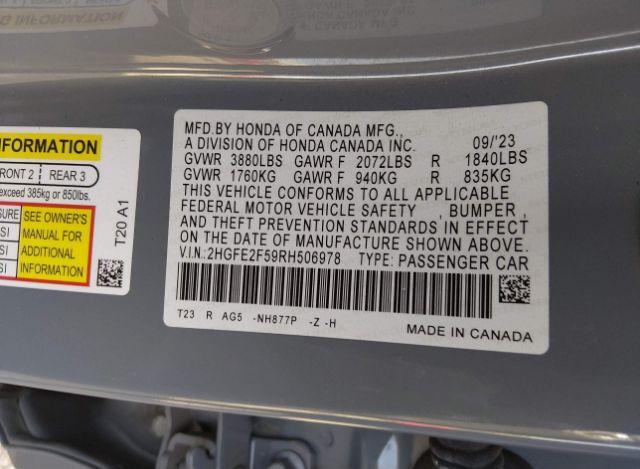 MFD.BY HONDA OF CANADA MFG.,
A DIVISION OF HONDA CANADA INC. 09/'23
GVWR 3880LBS GAWR F 2072LBS R 1840LBS
GVWR 1760KG GAWR F 940KG R 835KG
THIS VEHICLE CONFORMS TO ALL APPLICABLE
FEDERAL MOTOR VEHICLE SAFETY , BUMPER ,
AND THEFT PREVENTION STANDARDS IN EFFECT
ON THE DATE OF MANUFACTURE SHOWN ABOVE.
V.I.N.:2HGFE2F59RH506978 TYPE: PASSENGER CAR
T23 R AG5 -NH877P -Z -H
MADE IN CANADA
INFORMATION
FRONT 2 REAR 3
exceed 385kg or 850lbs.
SEE OWNER'S
MANUAL FOR
ADDITIONAL
INFORMATION
T20 A1